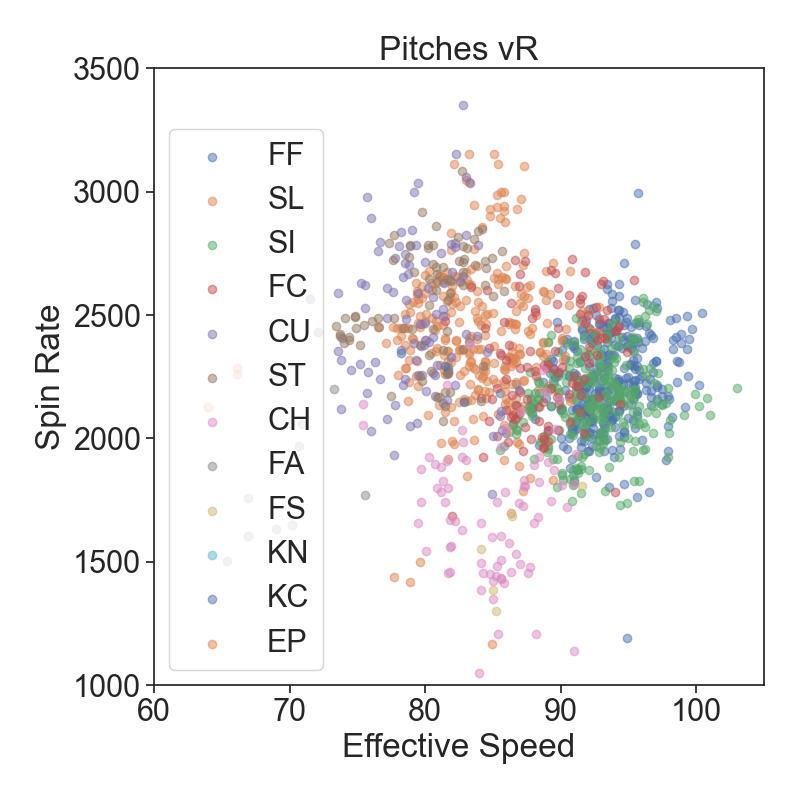 Pitches vR
3500
3000
2500
2000
1500
1000
Spin Rate
FF
SL
SI
FC
CU
ST
CH
FA
FS
KN
KC
EP
60 70 80 90 100
Effective Speed